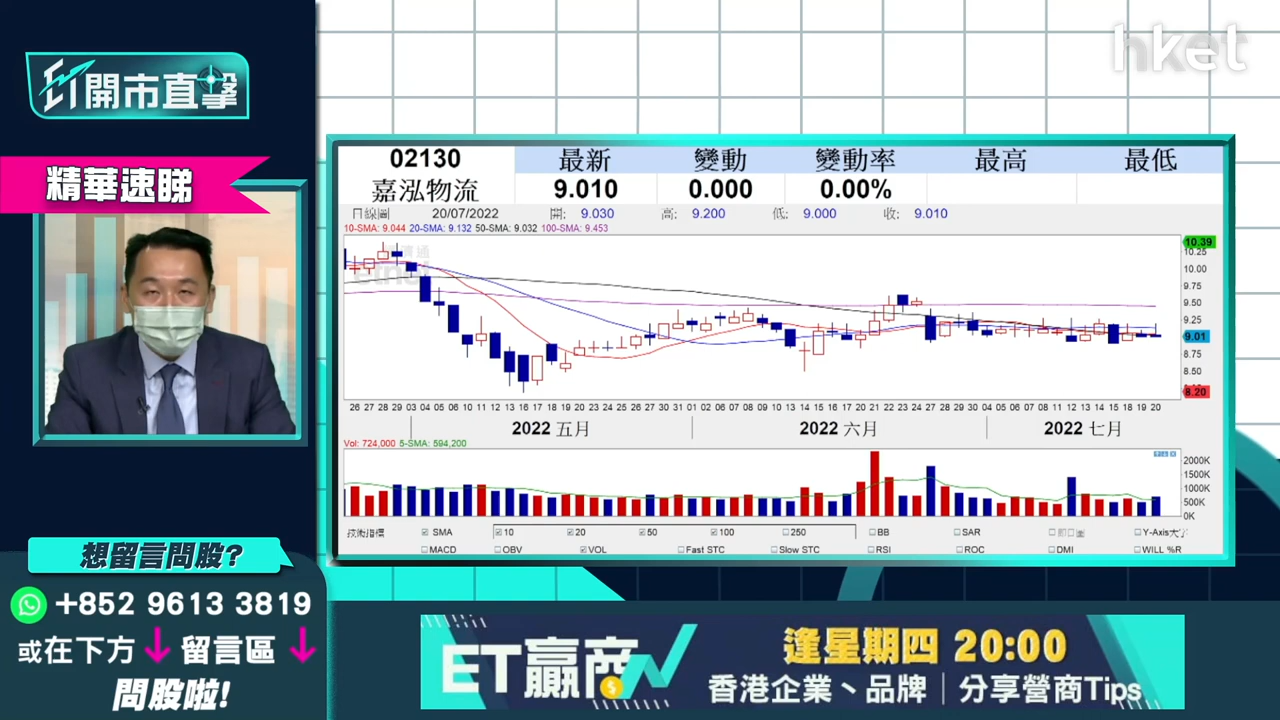 hket
ET開市直擊
精華速睇
02130
嘉泓物流
最新 變動 變動率 最高 最低
9.010 0.000 0.00%
日線圖 20/07/2022 開: 9.030 高: 9.200 低: 9.000 收: 9.010
10-SMA: 9.044 20-SMA: 9.132 50-SMA: 9.032 100-SMA: 9.453
10.39
10.25
10.00
9.75
9.50
9.25
9.01
8.75
8.50
8.20
26 27 28 29 03 04 05 06 10 11 12 13 16 17 18 19 20 23 24 25 26 27 30 31 01 02 06 07 08 09 10 13 14 15 16 17 20 21 22 23 24 27 28 29 30 04 05 06 07 08 11 12 13 14 15 18 19 20
2022 五月 2022 六月 2022 七月
Vol: 724,000 5-SMA: 594,200
2000K
1500K
1000K
500K
0K
技術指標 SMA 10 20 50 100 250 BB SAR Y-Axis大字
MACD OBV VOL Fast STC Slow STC RSI ROC DMI WILL %R
想留言問股?
+852 9613 3819
或在下方 留言區
問股啦!
ET贏商
逢星期四 20:00
香港企業、品牌|分享營商Tips